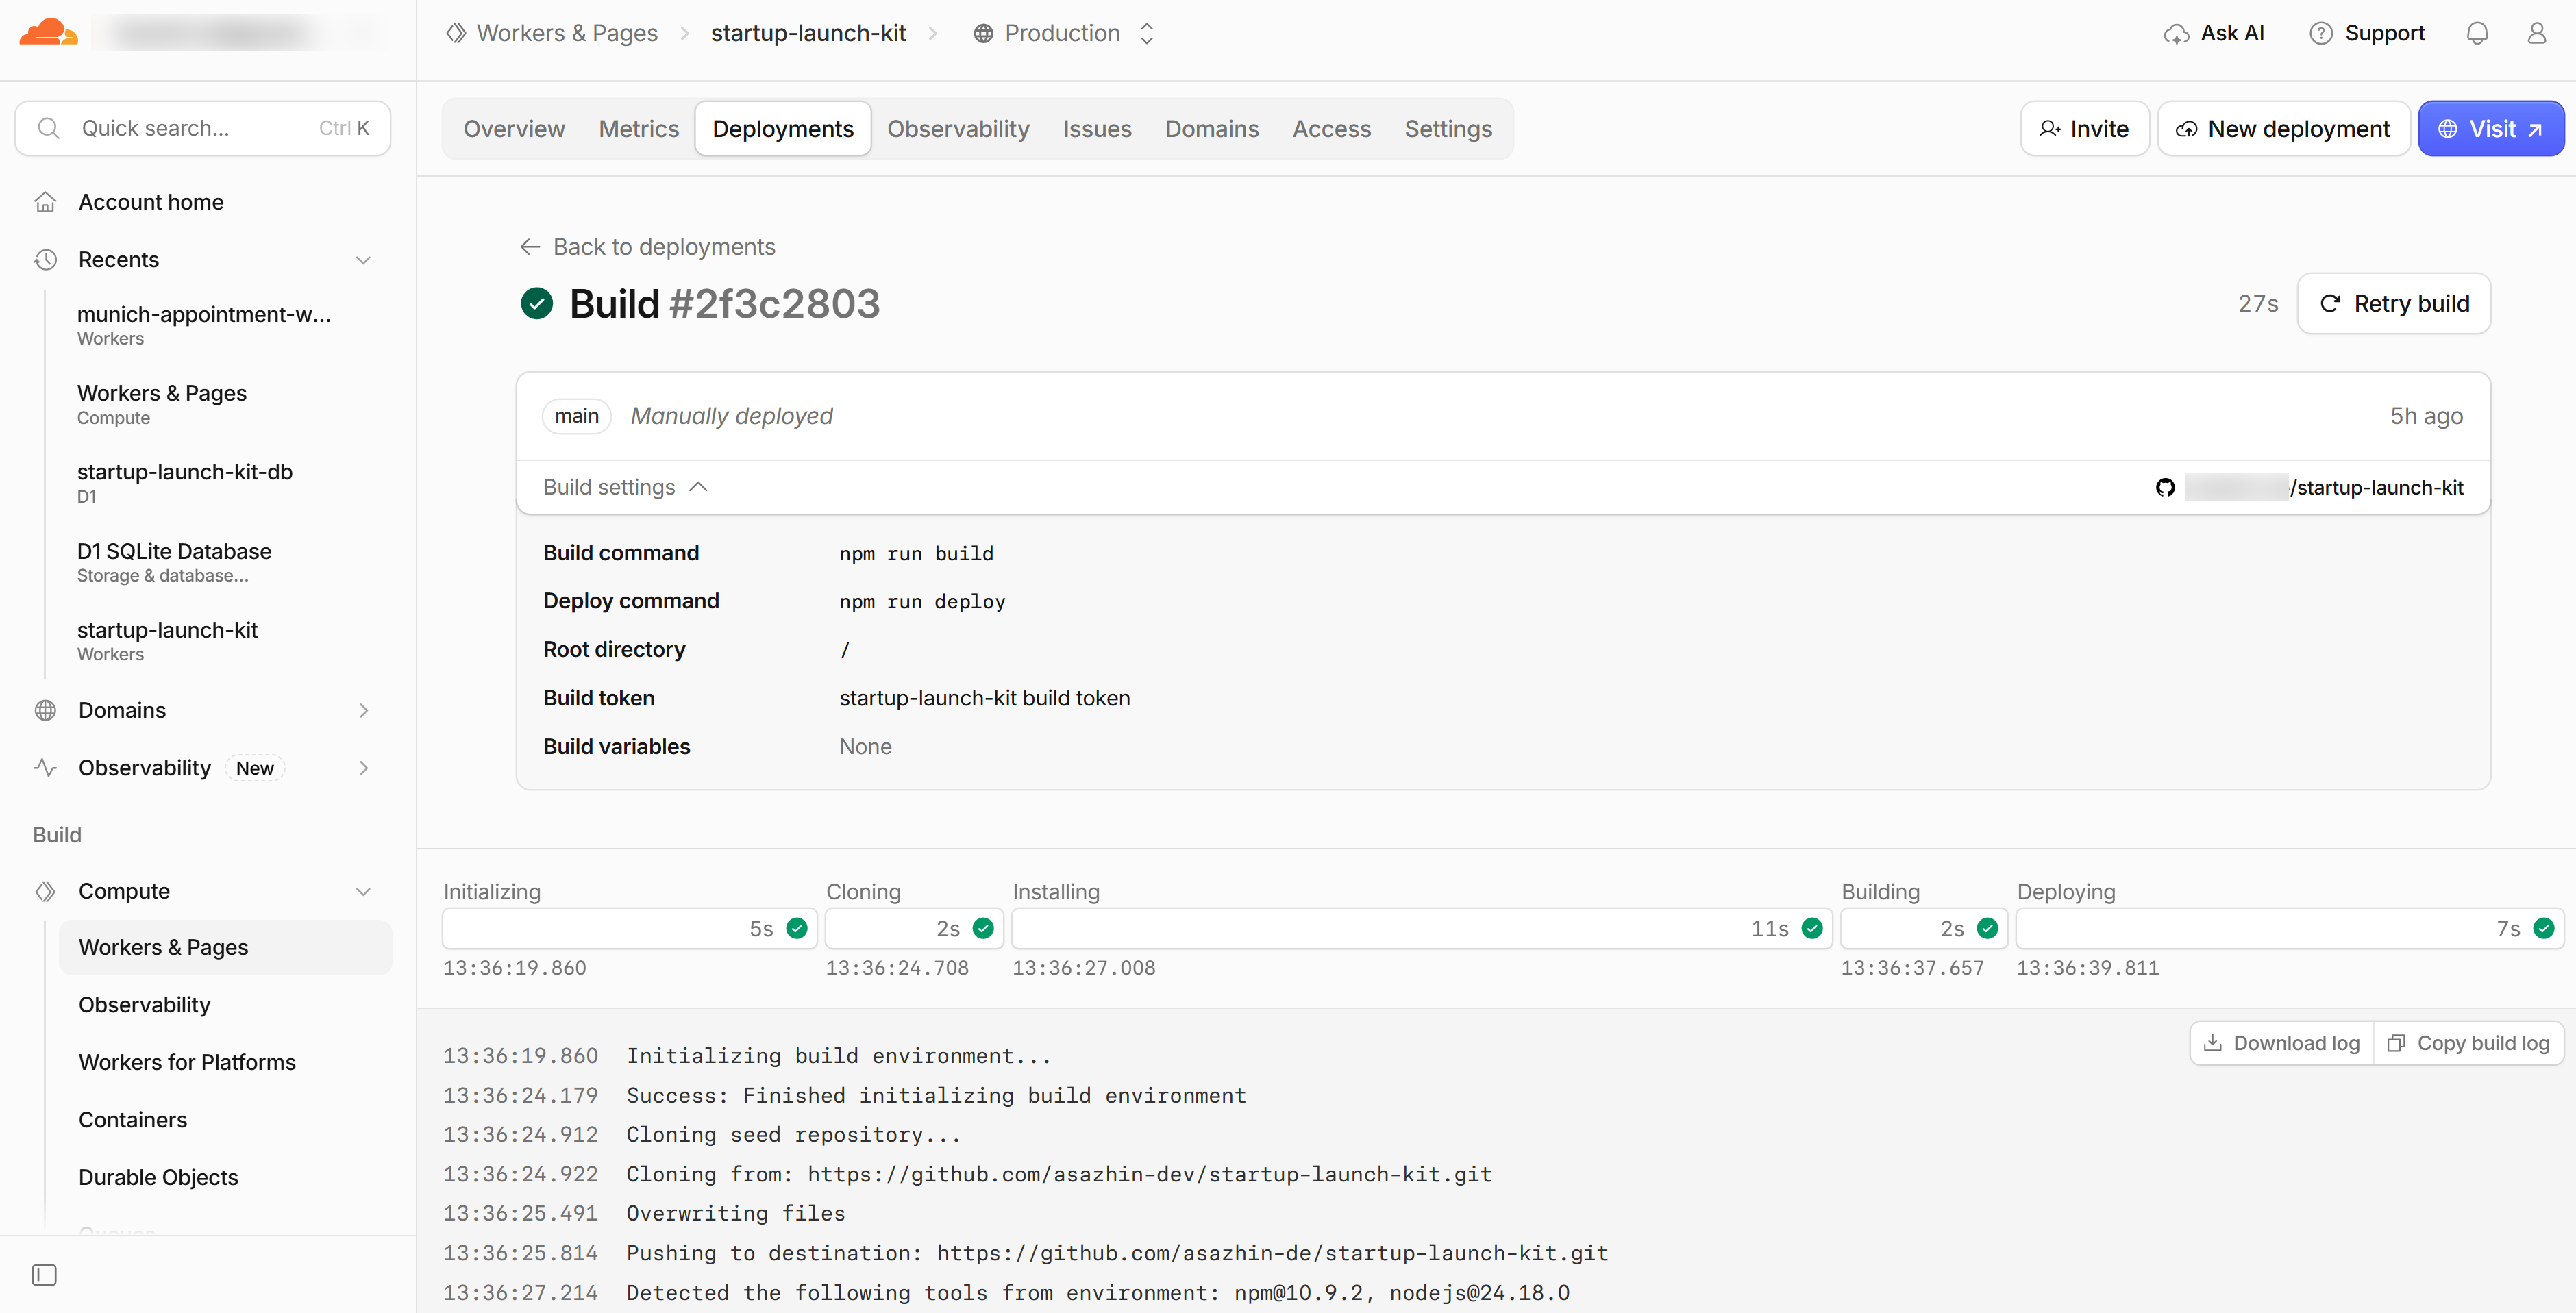 Workers & Pages
startup-launch-kit
Production
Ask AI
Support
Quick search...
Ctrl K
Overview
Metrics
Deployments
Observability
Issues
Domains
Access
Settings
Invite
New deployment
Visit
Account home
Recents
munich-appointment-w...
Workers
Workers & Pages
Compute
startup-launch-kit-db
D1
D1 SQLite Database
Storage & database...
startup-launch-kit
Workers
Domains
Observability
New
Build
Compute
Workers & Pages
Observability
Workers for Platforms
Containers
Durable Objects
Back to deployments
Build #2f3c2803
27s
Retry build
main
Manually deployed
5h ago
Build settings
/startup-launch-kit
Build command npm run build
Deploy command npm run deploy
Root directory /
Build token startup-launch-kit build token
Build variables None
Initializing
5s
13:36:19.860
Cloning
2s
13:36:24.708
Installing
11s
13:36:27.008
Building
2s
13:36:37.657
Deploying
7s
13:36:39.811
Download log
Copy build log
13:36:19.860 Initializing build environment...
13:36:24.179 Success: Finished initializing build environment
13:36:24.912 Cloning seed repository...
13:36:24.922 Cloning from: https://github.com/asazhin-dev/startup-launch-kit.git
13:36:25.491 Overwriting files
13:36:25.814 Pushing to destination: https://github.com/asazhin-de/startup-launch-kit.git
13:36:27.214 Detected the following tools from environment: npm@10.9.2, nodejs@24.18.0